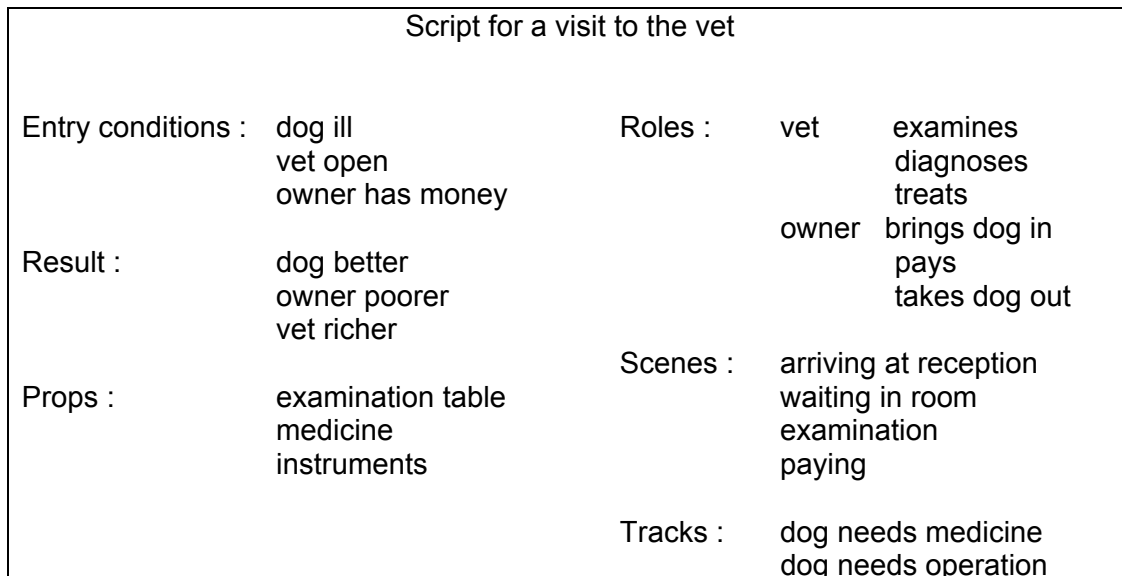 Script for a visit to the vet
Entry conditions : dog ill
vet open
owner has money
Result : dog better
owner poorer
vet richer
Props : examination table
medicine
instruments
Roles : vet examines
diagnoses
treats
owner brings dog in
pays
takes dog out
Scenes : arriving at reception
waiting in room
examination
paying
Tracks : dog needs medicine
dog needs operation